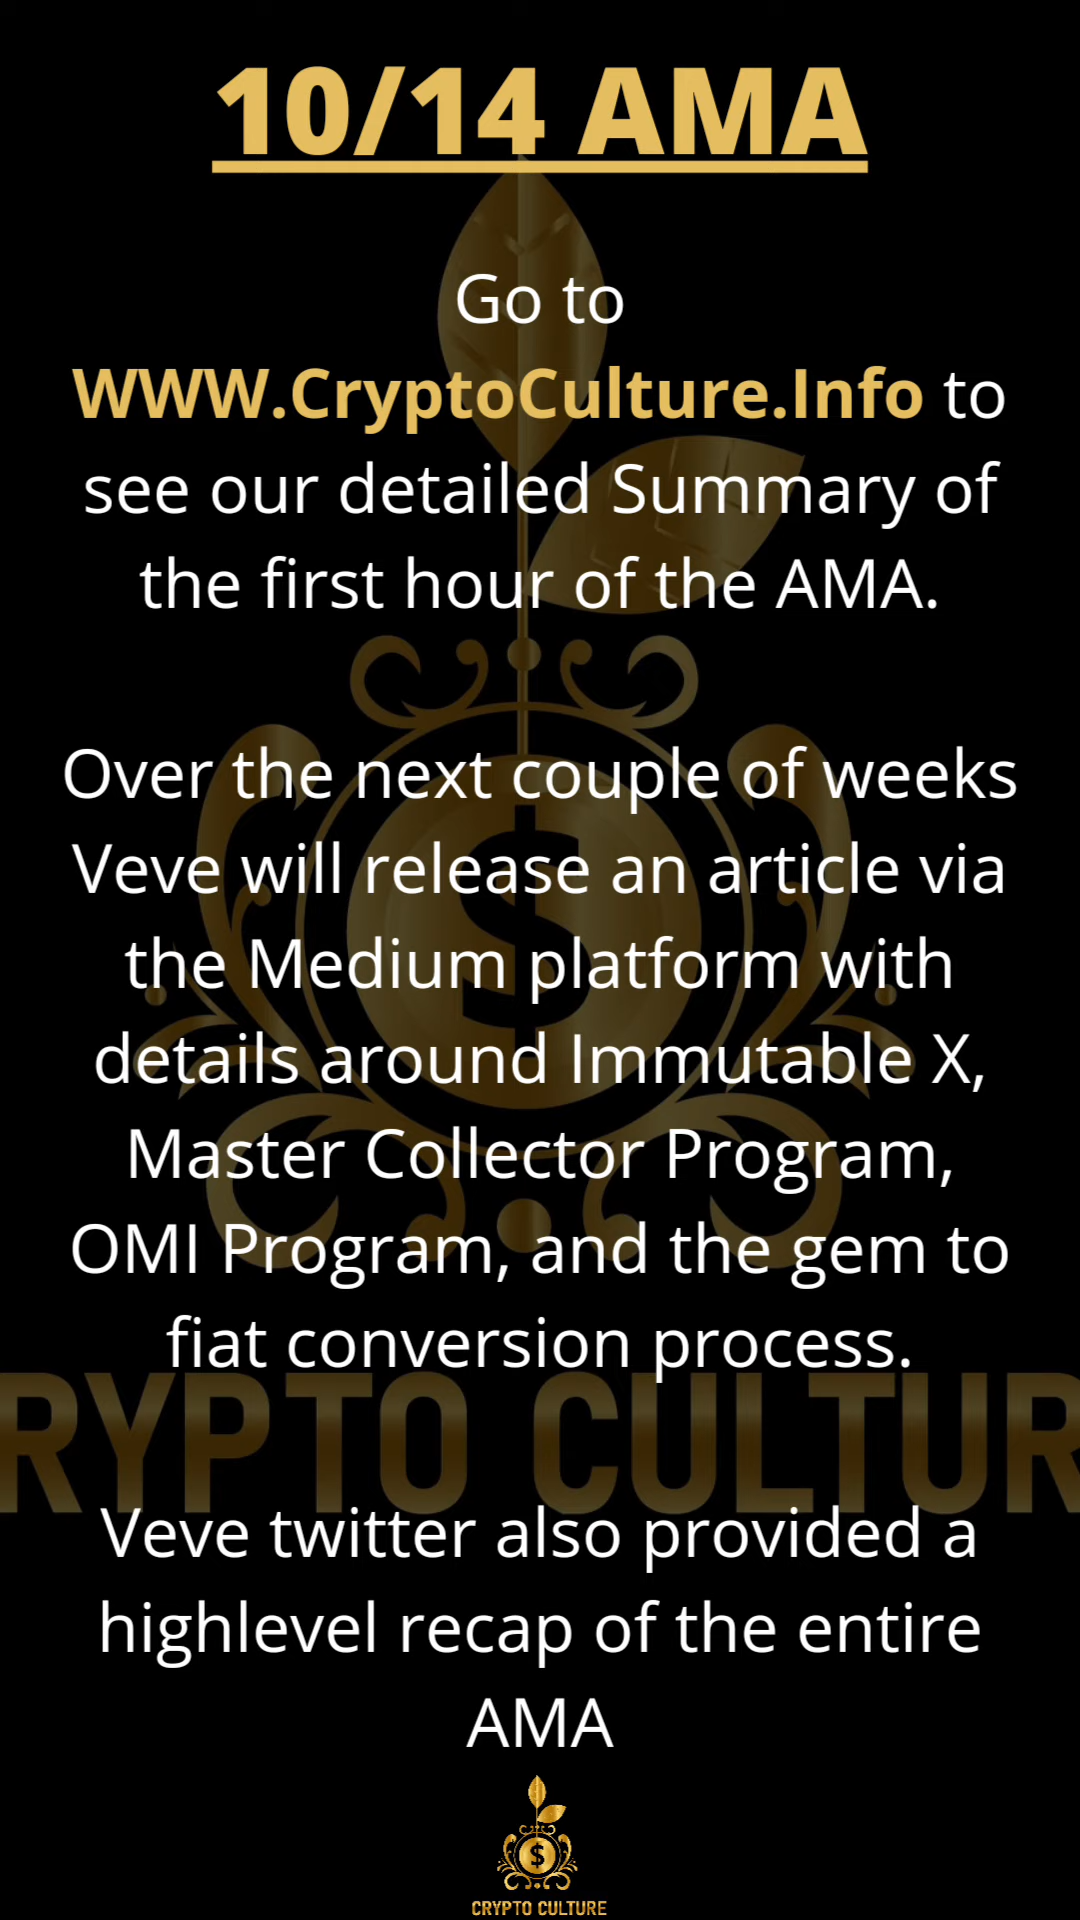 10/14 AMA
Go to
WWW.CryptoCulture.Info to
see our detailed Summary of
the first hour of the AMA.
Over the next couple of weeks
Veve will release an article via
the Medium platform with
details around Immutable X,
Master Collector Program,
OMI Program, and the gem to
fiat conversion process.
RYPTO CULTUR
Veve twitter also provided a
highlevel recap of the entire
AMA
$
$
CRYPTO CULTURE